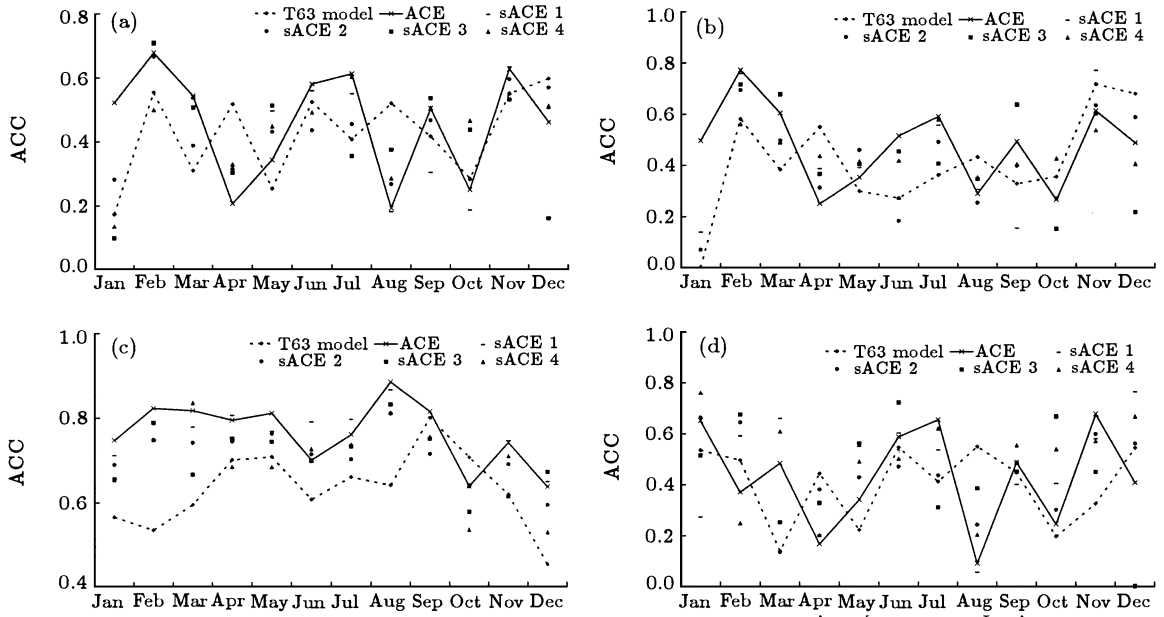 (a)
T63 model ACE sACE 1
sACE 2 sACE 3 sACE 4
0.8
0.6
0.4
0.2
0.0
ACC
Jan Feb Mar Apr May Jun Jul Aug Sep Oct Nov Dec
(b)
T63 model ACE sACE 1
sACE 2 sACE 3 sACE 4
1.0
0.8
0.6
0.4
0.2
0.0
ACC
Jan Feb Mar Apr May Jun Jul Aug Sep Oct Nov Dec
(c)
T63 model ACE sACE 1
sACE 2 sACE 3 sACE 4
1.0
0.8
0.6
0.4
ACC
Jan Feb Mar Apr May Jun Jul Aug Sep Oct Nov Dec
(d)
T63 model ACE sACE 1
sACE 2 sACE 3 sACE 4
1.0
0.8
0.6
0.4
0.2
0.0
ACC
Jan Feb Mar Apr May Jun Jul Aug Sep Oct Nov Dec